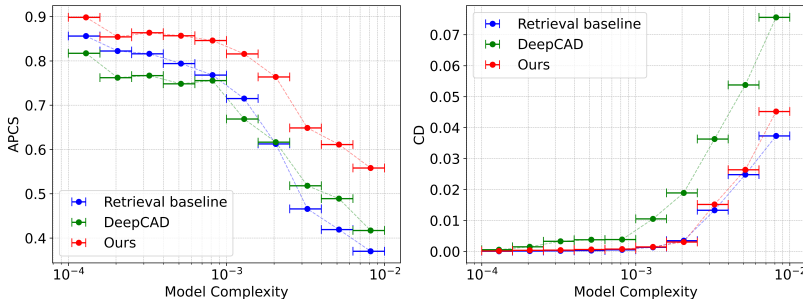 0.9
0.8
0.7
0.6
0.5
0.4
APCS
Retrieval baseline
DeepCAD
Ours
10⁻⁴
10⁻³
10⁻²
Model Complexity
0.07
0.06
0.05
0.04
0.03
0.02
0.01
0.00
CD
Retrieval baseline
DeepCAD
Ours
10⁻⁴
10⁻³
10⁻²
Model Complexity